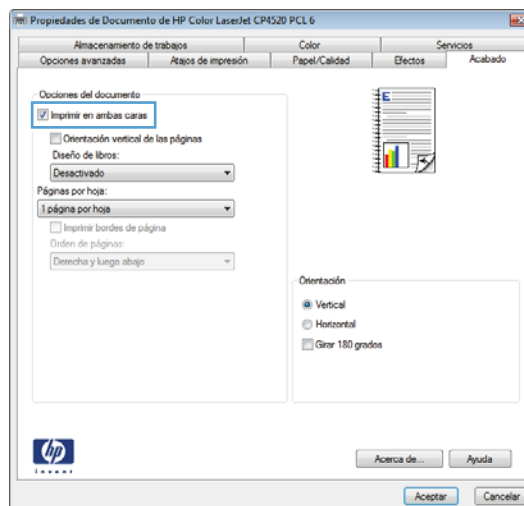 Propiedades de Documento de HP Color LaserJet CP4520 PCL 6
Almacenamiento de trabajos
Color
Servicios
Opciones avanzadas
Atajos de impresión
Papel/Calidad
Efectos
Acabado
Opciones del documento
Imprimir en ambas caras
Orientación vertical de las páginas
Diseño de libros:
Desactivado
Páginas por hoja:
1 página por hoja
Imprimir bordes de página
Orden de páginas:
Derecha y luego abajo
E
Orientación
Vertical
Horizontal
Girar 180 grados
hp
invent
Acerca de...
Ayuda
Aceptar
Cancelar